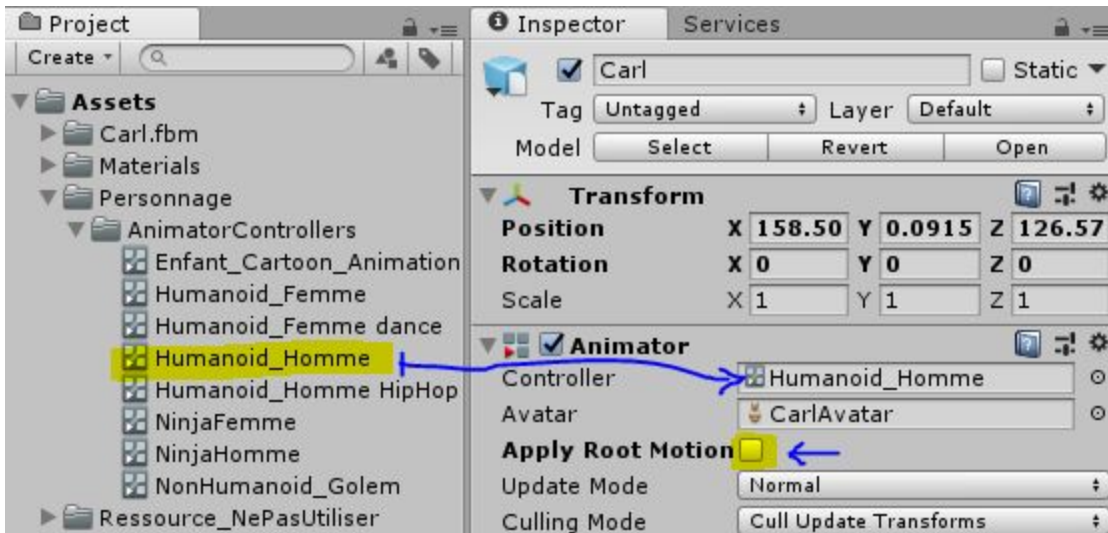 Project
Create
Assets
Carl.fbm
Materials
Personnage
AnimatorControllers
Enfant_Cartoon_Animation
Humanoid_Femme
Humanoid_Femme dance
Humanoid_Homme
Humanoid_Homme HipHop
NinjaFemme
NinjaHomme
NonHumanoid_Golem
Ressource_NePasUtiliser
Inspector Services
Carl Static
Tag Untagged Layer Default
Model Select Revert Open
Transform
Position X 158.50 Y 0.0915 Z 126.57
Rotation X 0 Y 0 Z 0
Scale X 1 Y 1 Z 1
Animator
Controller Humanoid_Homme
Avatar CarlAvatar
Apply Root Motion
Update Mode Normal
Culling Mode Cull Update Transforms